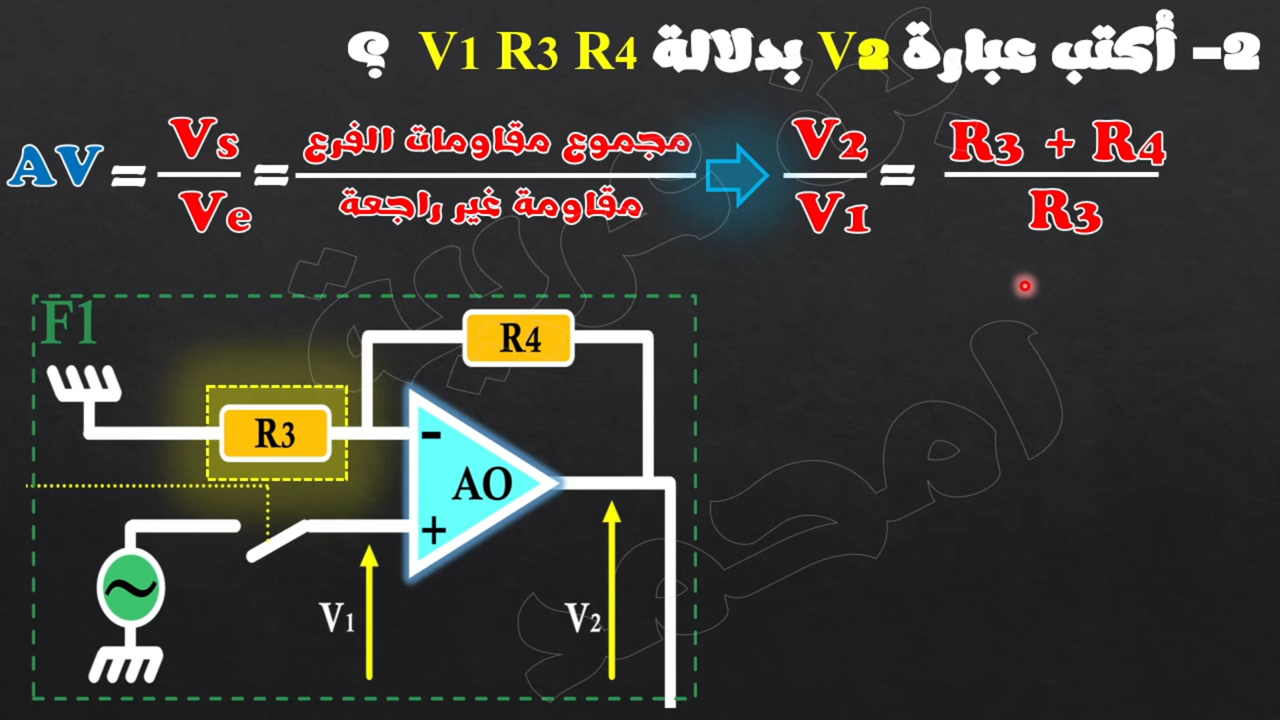 2- أكتب عبارة V2 بدلالة V1 R3 R4 ؟
AV = Vs / Ve = مجموع مقاومات الفرع / مقاومة غير راجعة ⇨ V2 / V1 = R3 + R4 / R3
F1
R4
R3
-
AO
+
V1
V2